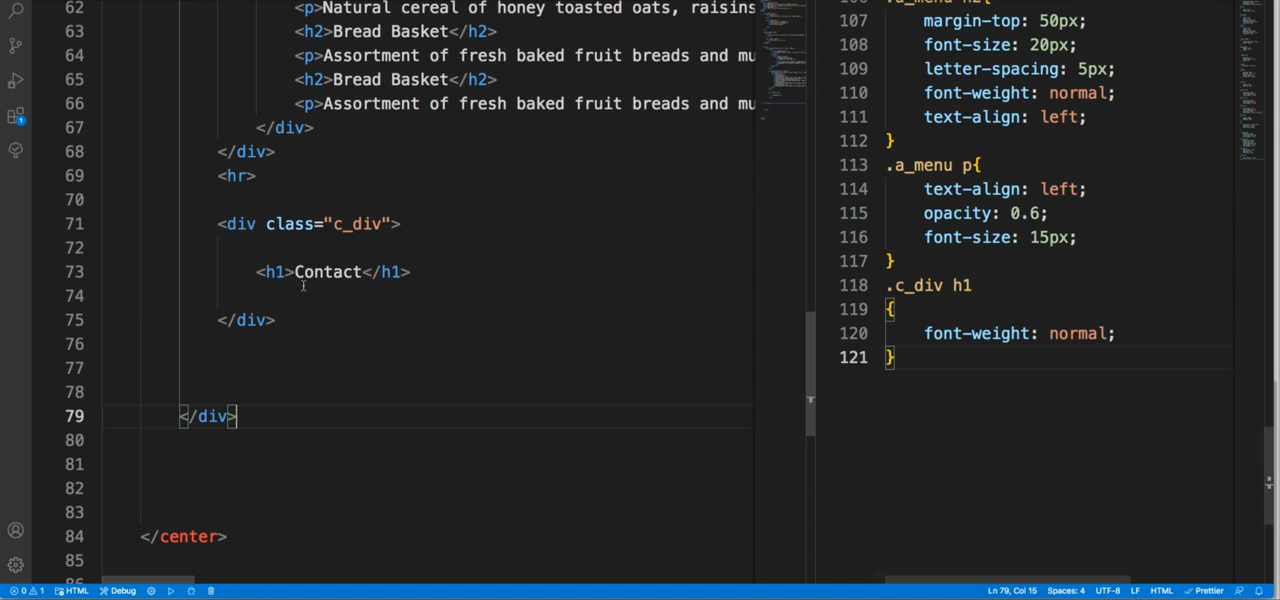 62 <p>Natural cereal of honey toasted oats, raisins
63 <h2>Bread Basket</h2>
64 <p>Assortment of fresh baked fruit breads and mu
65 <h2>Bread Basket</h2>
66 <p>Assortment of fresh baked fruit breads and mu
67 </div>
68 </div>
69 <hr>
70
71 <div class="c_div">
72
73 <h1>Contact</h1>
74
75 </div>
76
77
78
79 </div>
80
81
82
83
84 </center>
85
107 margin-top: 50px;
108 font-size: 20px;
109 letter-spacing: 5px;
110 font-weight: normal;
111 text-align: left;
112 }
113 .a_menu p{
114 text-align: left;
115 opacity: 0.6;
116 font-size: 15px;
117 }
118 .c_div h1
119 {
120 font-weight: normal;
121 }
1
0 1 HTML Debug Ln 79, Col 15 Spaces: 4 UTF-8 LF HTML Prettier